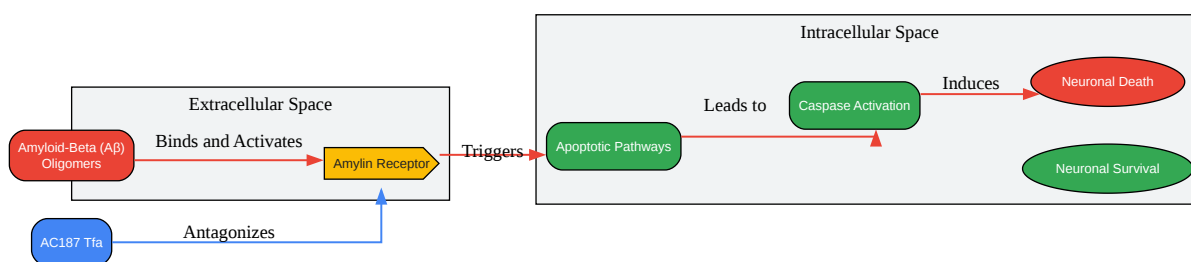 Intracellular Space
Extracellular Space
Amyloid-Beta (Aβ)
Oligomers
Binds and Activates
Amylin Receptor
Triggers
Apoptotic Pathways
Leads to
Caspase Activation
Induces
Neuronal Death
Neuronal Survival
AC187 Tfa
Antagonizes